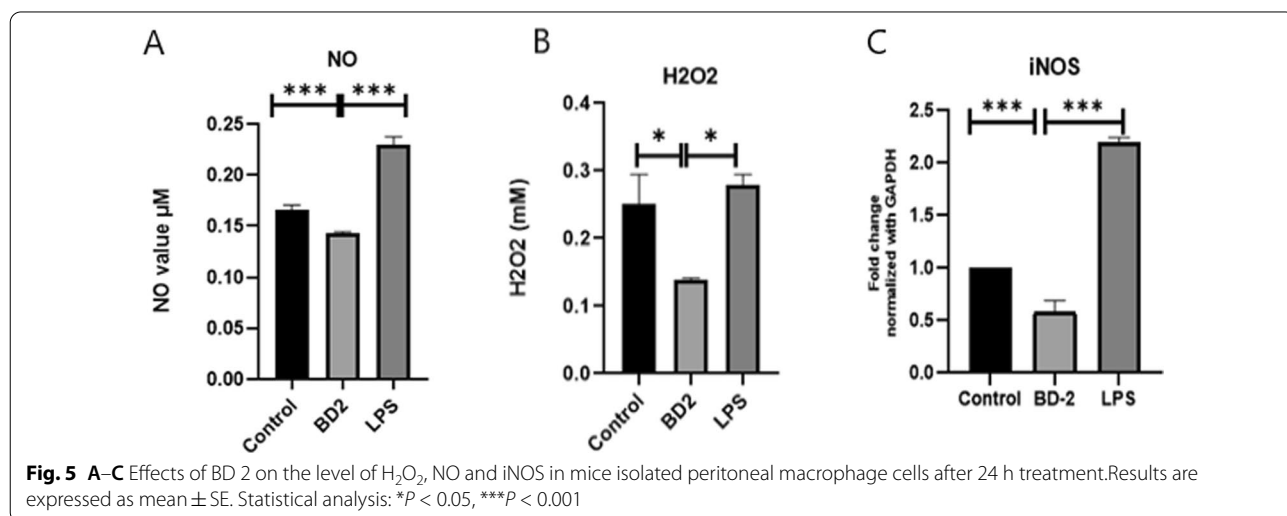 A
NO
*** ***
NO value µM
0.25
0.20
0.15
0.10
0.05
0.00
Control
BD2
LPS
B
H2O2
* *
H2O2 (mM)
0.4
0.3
0.2
0.1
0.0
Control
BD2
LPS
C
iNOS
*** ***
Fold change
normalized with GAPDH
2.5
2.0
1.5
1.0
0.5
0.0
Control BD-2 LPS
Fig. 5 A–C Effects of BD 2 on the level of H₂O₂, NO and iNOS in mice isolated peritoneal macrophage cells after 24 h treatment.Results are
expressed as mean ± SE. Statistical analysis: *P < 0.05, ***P < 0.001